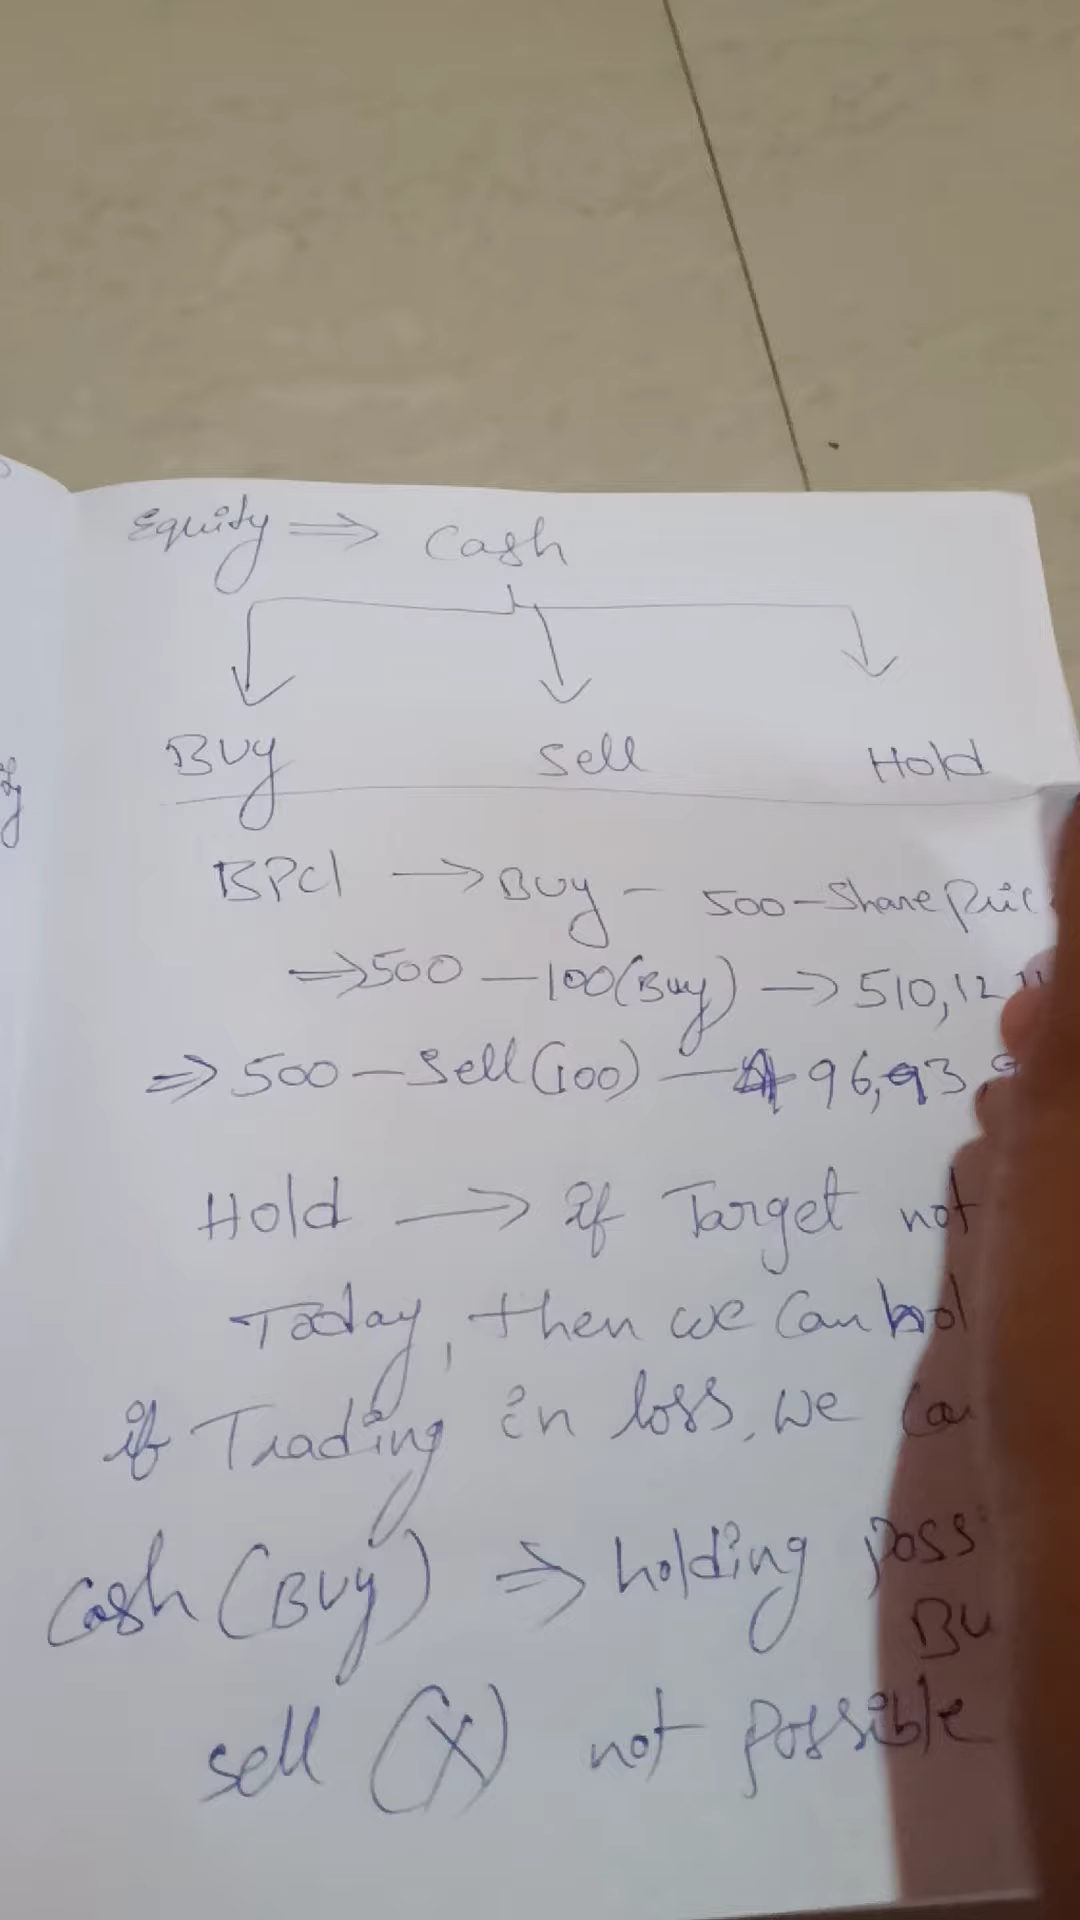 Equity ⇒ Cash
Buy Sell Hold
BPCl → Buy - 500 - Share
⇒ 500 - 100 (Buy) → 510, 12
⇒ 500 - Sell (100) - 96, 93,
Hold → if Target not
Today, then we Can
if Trading in loss, we
Cash (Buy) ⇒ holding
sell (X) not possible